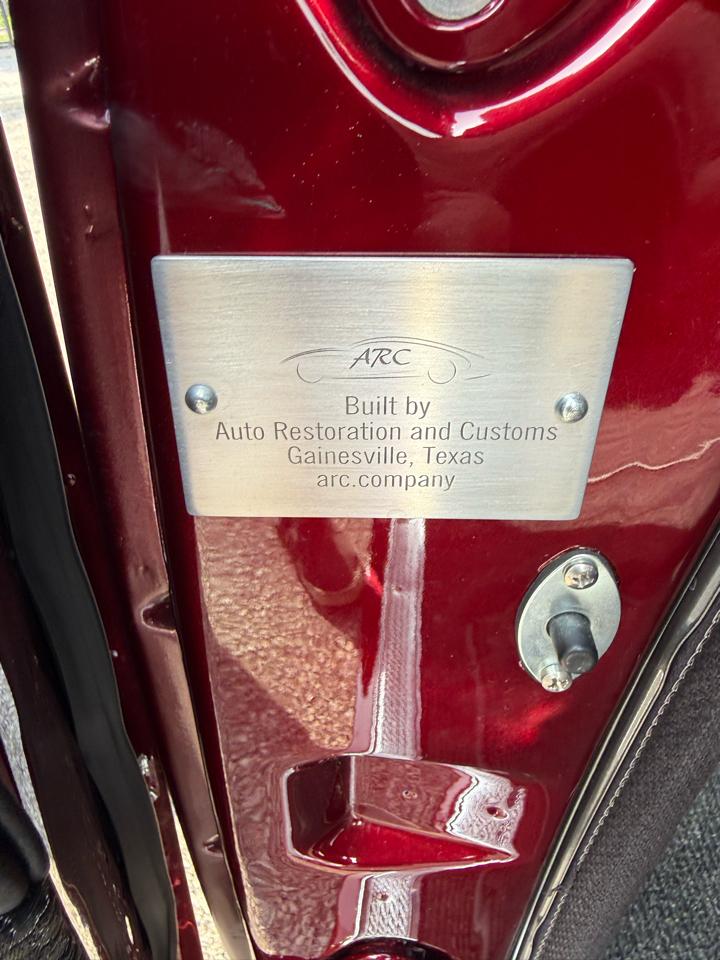 ARC
Built by
Auto Restoration and Customs
Gainesville, Texas
arc.company